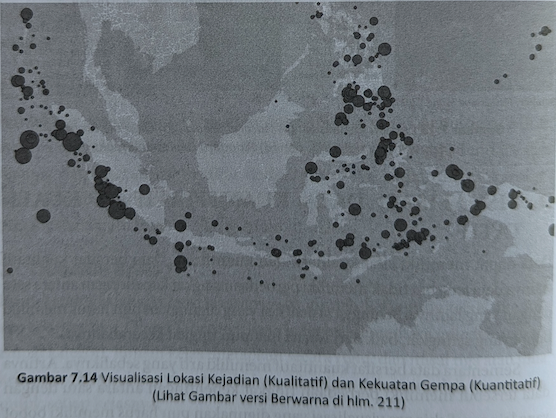 Gambar 7.14 Visualisasi Lokasi Kejadian (Kualitatif) dan Kekuatan Gempa (Kuantitatif)
(Lihat Gambar versi Berwarna di hlm. 211)